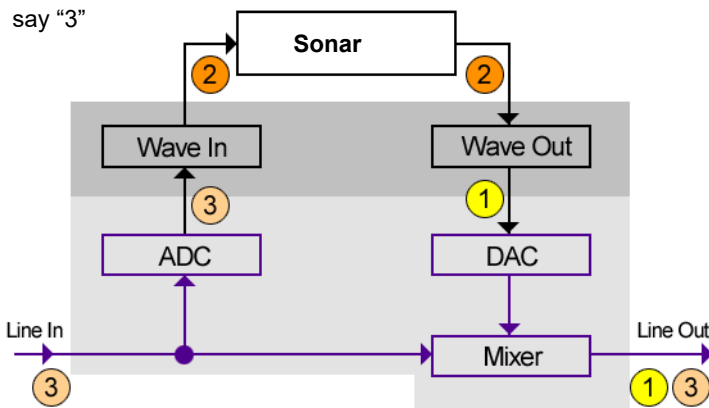 say “3”
Sonar
2
2
Wave In
Wave Out
3
1
ADC
DAC
Line In
Line Out
Mixer
3
1 3